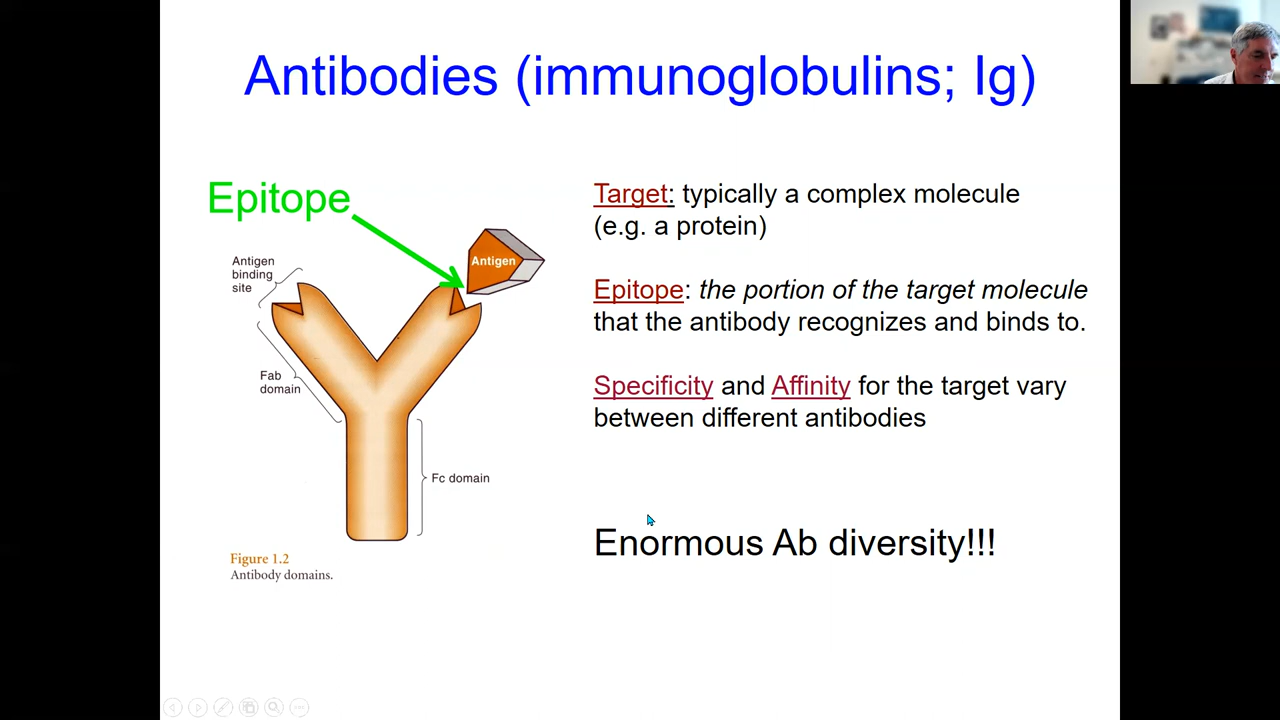 Antibodies (immunoglobulins; Ig)
Epitope
Antigen
binding
site
Antigen
Fab
domain
Fc domain
Figure 1.2
Antibody domains.
Target: typically a complex molecule
(e.g. a protein)
Epitope: the portion of the target molecule
that the antibody recognizes and binds to.
Specificity and Affinity for the target vary
between different antibodies
Enormous Ab diversity!!!